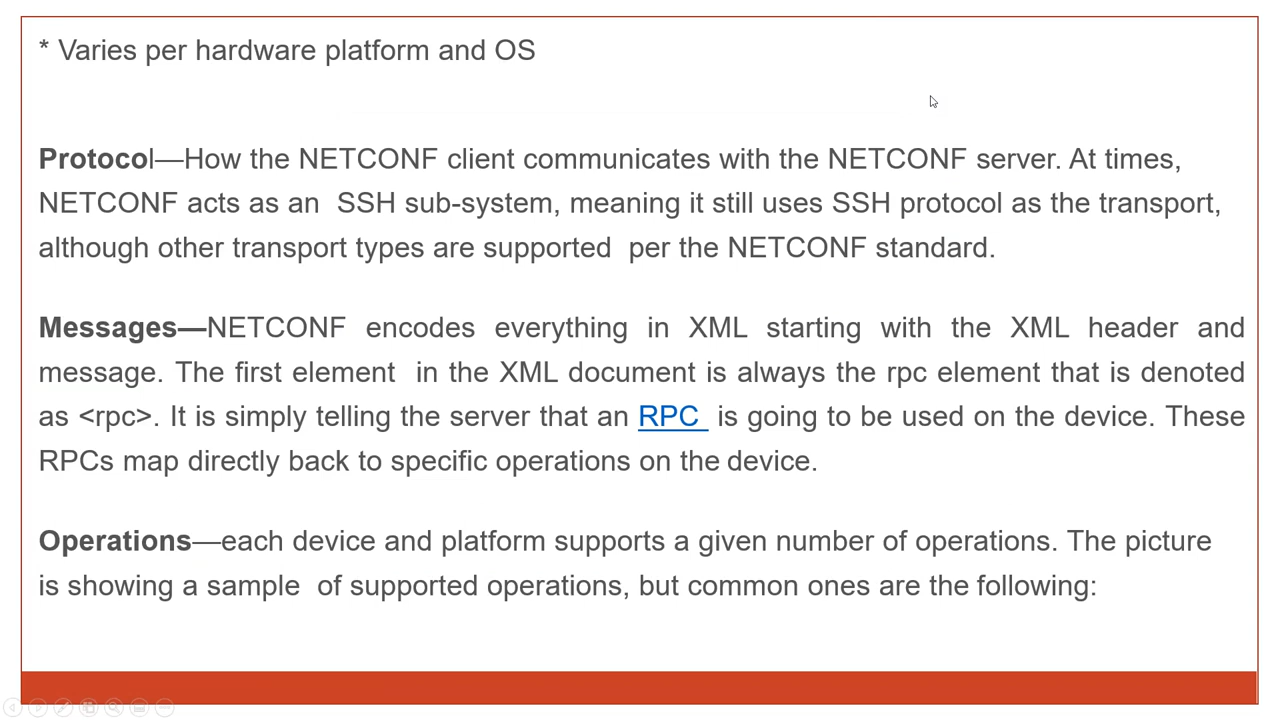 * Varies per hardware platform and OS
Protocol—How the NETCONF client communicates with the NETCONF server. At times,
NETCONF acts as an SSH sub-system, meaning it still uses SSH protocol as the transport,
although other transport types are supported per the NETCONF standard.
Messages—NETCONF encodes everything in XML starting with the XML header and
message. The first element in the XML document is always the rpc element that is denoted
as <rpc>. It is simply telling the server that an RPC is going to be used on the device. These
RPCs map directly back to specific operations on the device.
Operations—each device and platform supports a given number of operations. The picture
is showing a sample of supported operations, but common ones are the following: